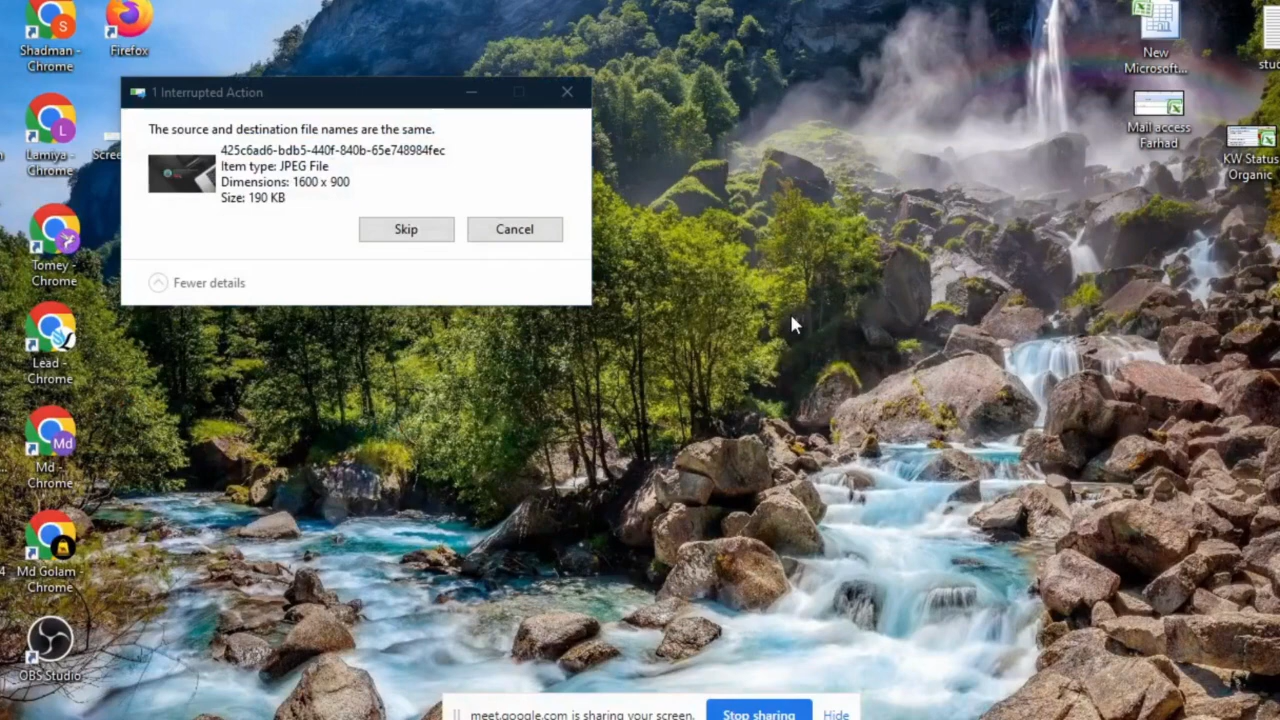 Shadman -
Chrome
Firefox
New
Microsoft...
stu
1 Interrupted Action
The source and destination file names are the same.
425c6ad6-bdb5-440f-840b-65e748984fec
Item type: JPEG File
Dimensions: 1600 x 900
Size: 190 KB
Skip
Cancel
Fewer details
Lamiya -
Chrome
Scree
Mail access
Farhad
KW Status
Organic
Tomey -
Chrome
Lead -
Chrome
Md -
Chrome
Md Golam -
Chrome
OBS Studio
meet.google.com is sharing your screen.
Stop sharing
Hide